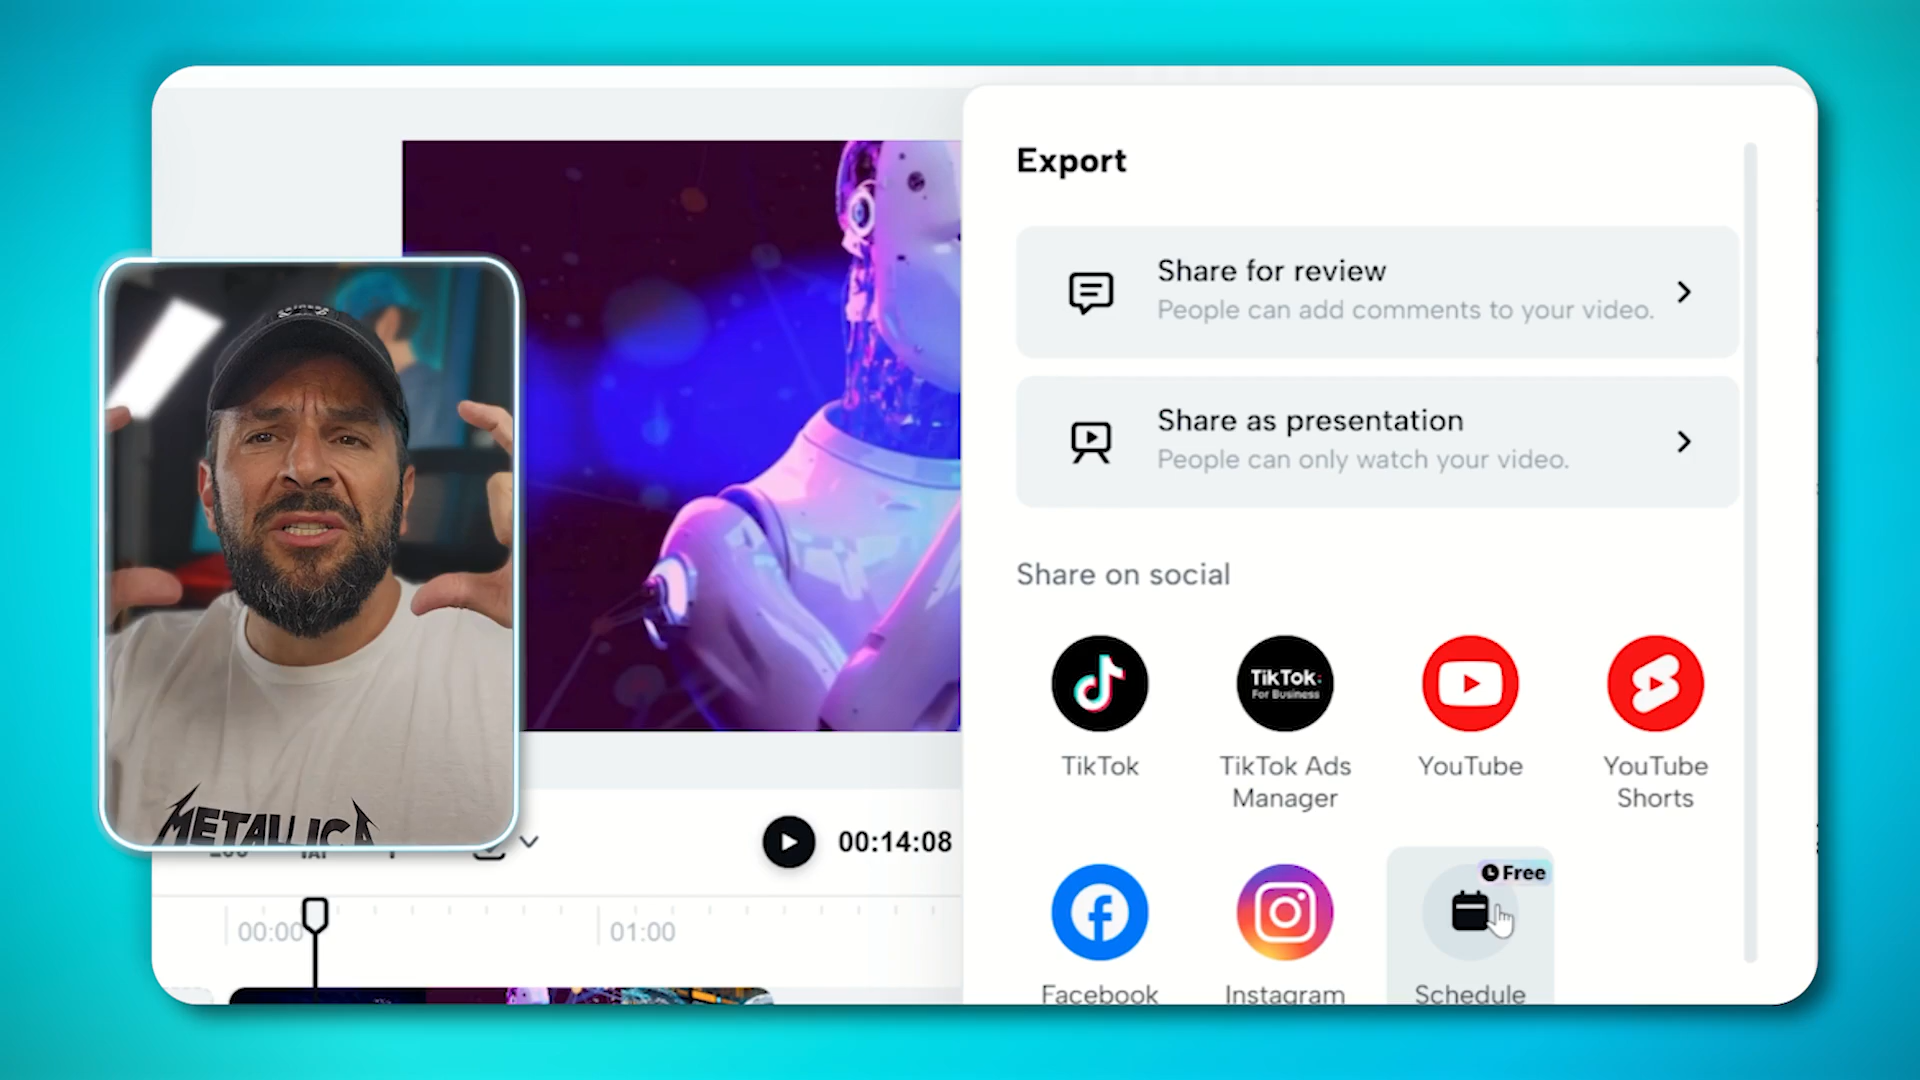 Export
Share for review
People can add comments to your video.
Share as presentation
People can only watch your video.
Share on social
TikTok:
For Business
TikTok
TikTok Ads
Manager
YouTube
YouTube
Shorts
METALLICA
00:14:08
00:00
01:00
Free
Facebook
Instagram
Schedule